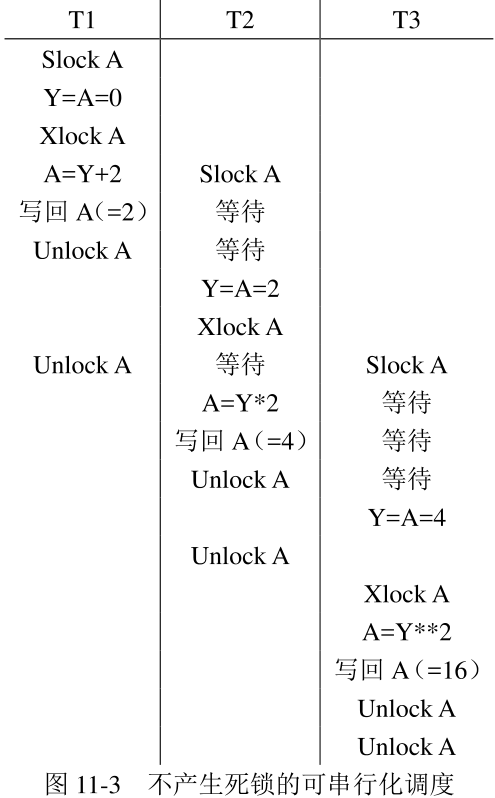 T1 T2 T3
Slock A
Y=A=0
Xlock A
A=Y+2 Slock A
写回 A(=2) 等待
Unlock A 等待
Y=A=2
Xlock A
Unlock A 等待 Slock A
A=Y*2 等待
写回 A(=4) 等待
Unlock A 等待
Y=A=4
Unlock A
Xlock A
A=Y**2
写回 A(=16)
Unlock A
Unlock A
图 11-3 不产生死锁的可串行化调度